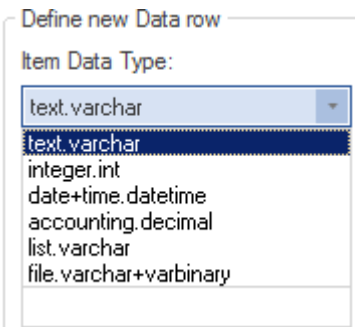 Define new Data row
Item Data Type:
text.varchar
text.varchar
integer.int
date+time.datetime
accounting.decimal
list.varchar
file.varchar+varbinary